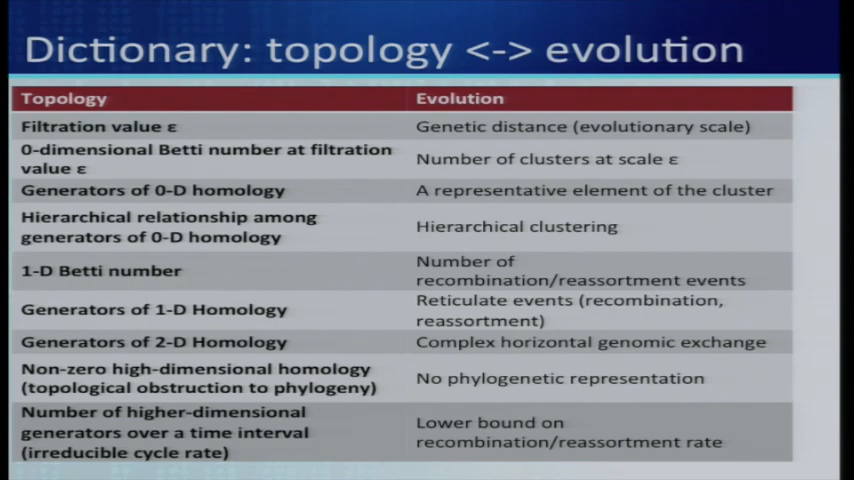 Dictionary: topology <-> evolution
Topology Evolution
Filtration value ε Genetic distance (evolutionary scale)
0-dimensional Betti number at filtration
value ε
Number of clusters at scale ε
Generators of 0-D homology A representative element of the cluster
Hierarchical relationship among
generators of 0-D homology
Hierarchical clustering
1-D Betti number
Number of
recombination/reassortment events
Generators of 1-D Homology
Reticulate events (recombination,
reassortment)
Generators of 2-D Homology Complex horizontal genomic exchange
Non-zero high-dimensional homology
(topological obstruction to phylogeny)
No phylogenetic representation
Number of higher-dimensional
generators over a time interval
(irreducible cycle rate)
Lower bound on
recombination/reassortment rate